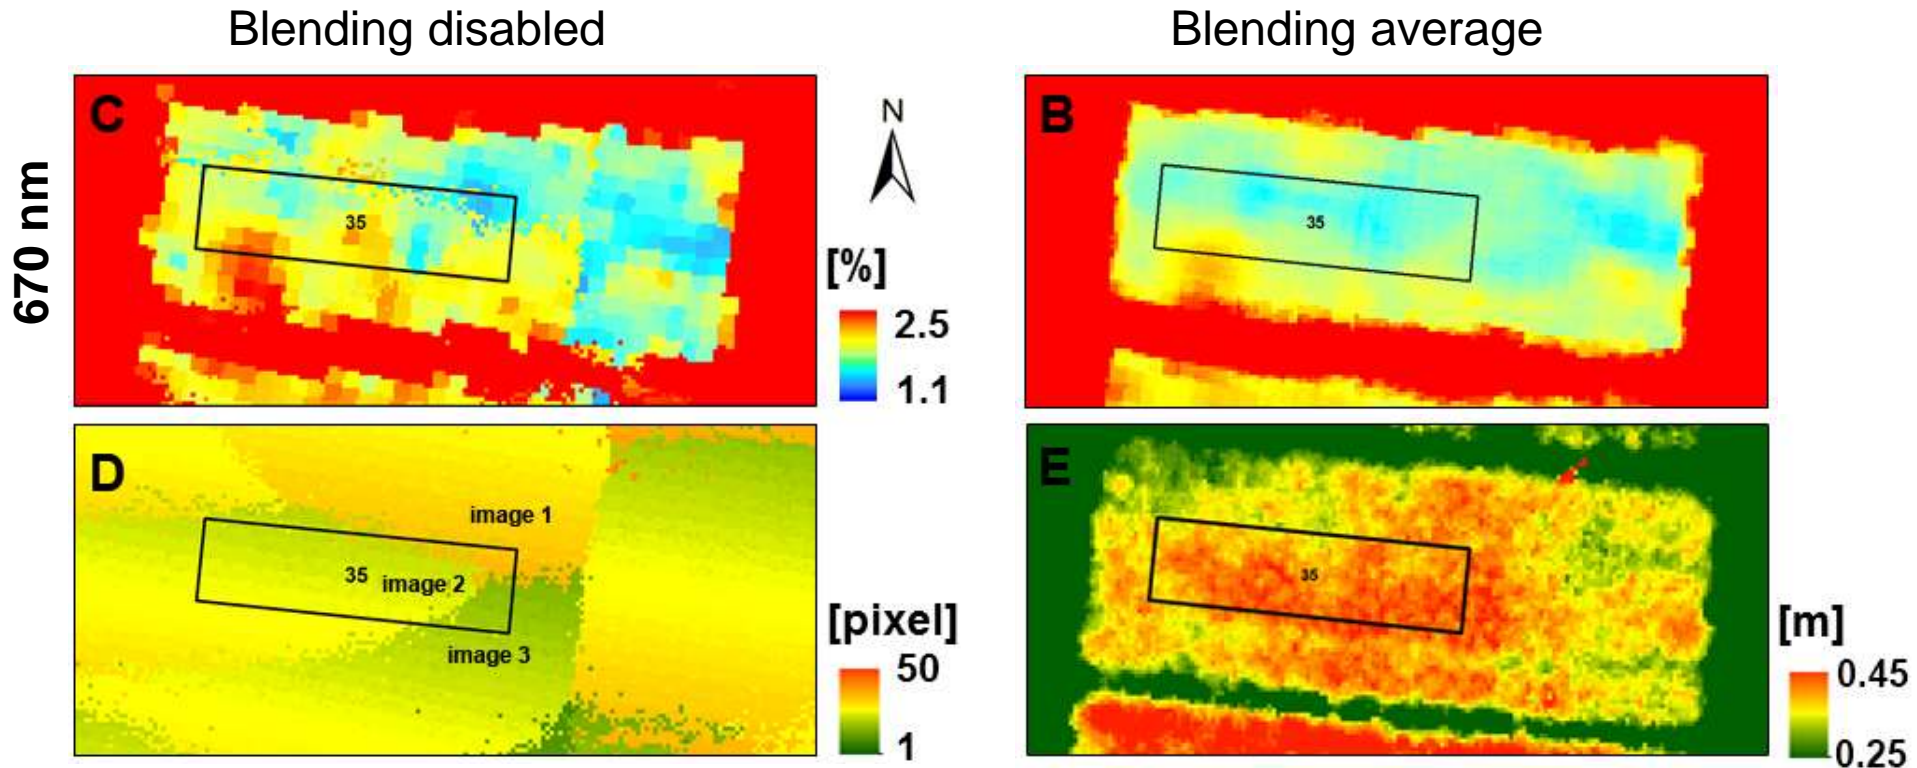 Blending disabled
Blending average
670 nm
C
35
N
[%]
2.5
1.1
B
35
D
image 1
35
image 2
image 3
[pixel]
50
1
E
35
[m]
0.45
0.25